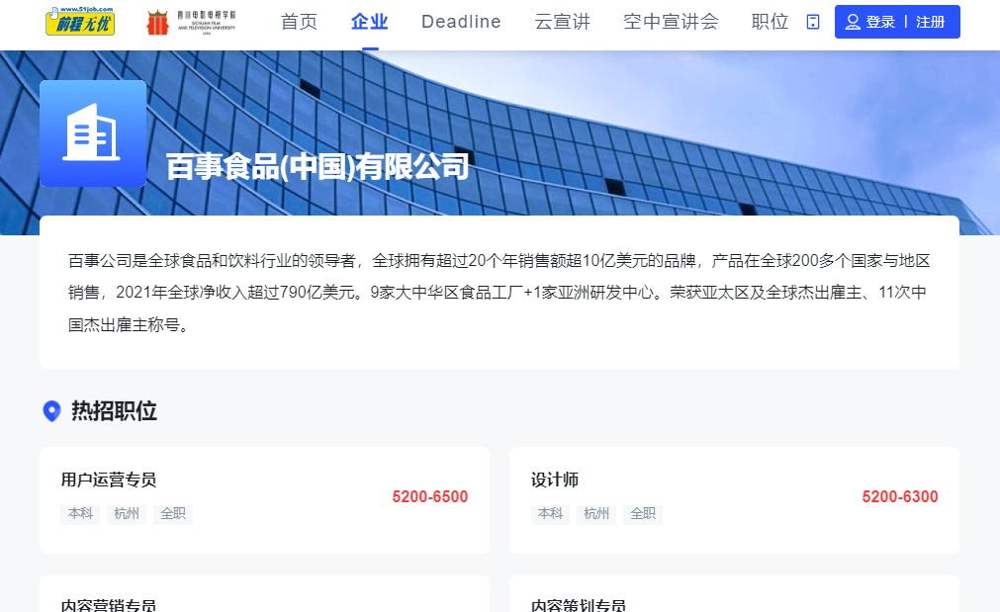 www.51job.com
前程无忧
四川电影电视学院
SICHUAN FILM
AND TELEVISION UNIVERSITY
首页 企业 Deadline 云宣讲 空中宣讲会 职位 登录 | 注册
百事食品(中国)有限公司
百事公司是全球食品和饮料行业的领导者，全球拥有超过20个年销售额超10亿美元的品牌，产品在全球200多个国家与地区
销售，2021年全球净收入超过790亿美元。9家大中华区食品工厂+1家亚洲研发中心。荣获亚太区及全球杰出雇主、11次中
国杰出雇主称号。
热招职位
用户运营专员
5200-6500
本科 杭州 全职
设计师
5200-6300
本科 杭州 全职
内容营销专员
内容策划专员